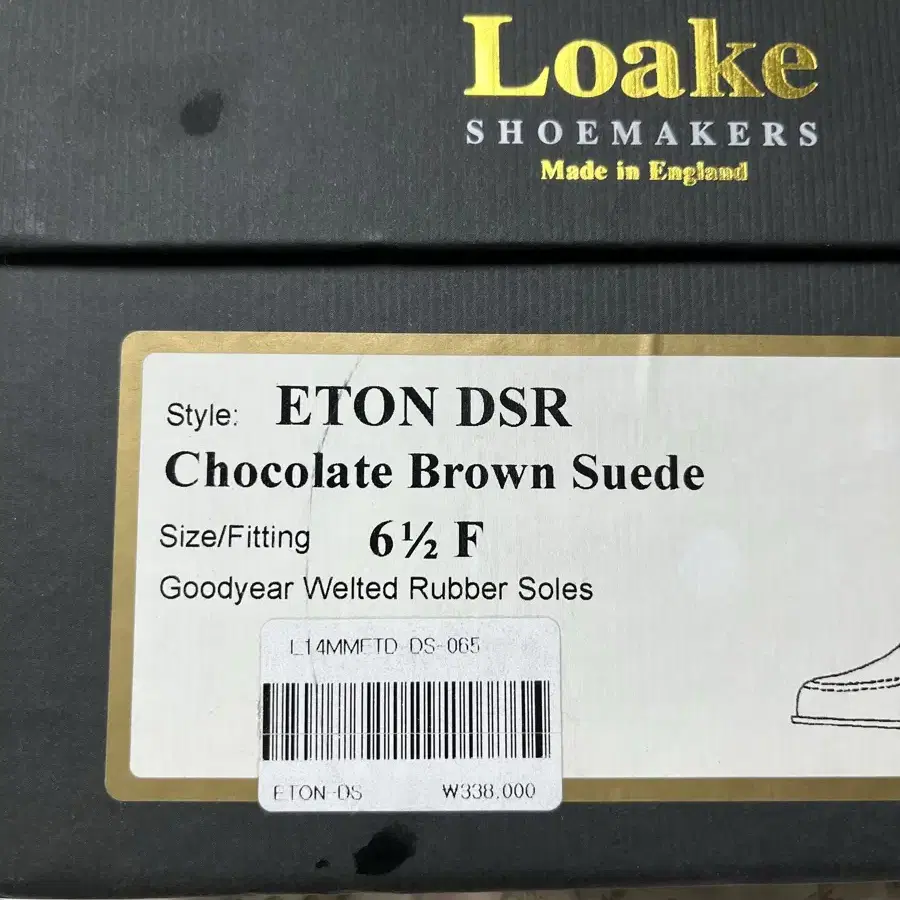 Loake
SHOEMAKERS
Made in England
Style: ETON DSR
Chocolate Brown Suede
Size/Fitting 6½ F
Goodyear Welted Rubber Soles
L14MMETD-DS-065
ETON-DS ₩338,000